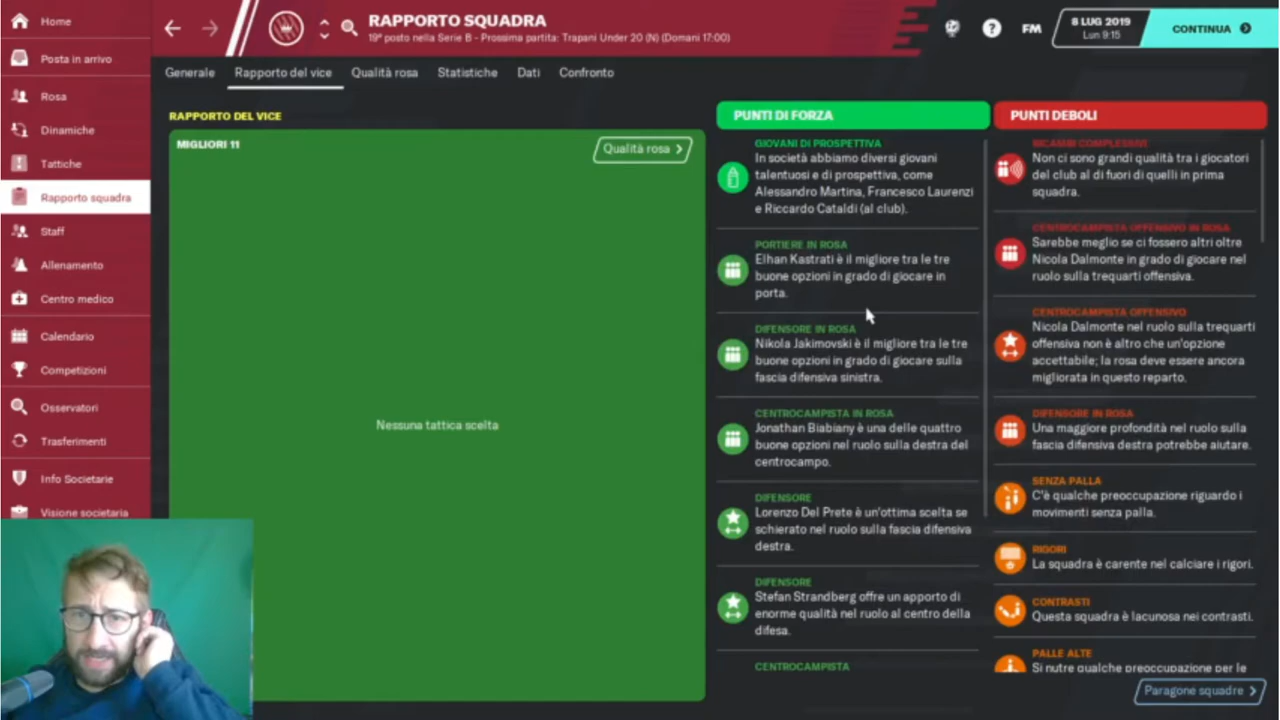 Home
Posta in arrivo
Rosa
Dinamiche
Tattiche
Rapporto squadra
Staff
Allenamento
Centro medico
Calendario
Competizioni
Osservatori
Trasferimenti
Info Societarie
Visione societaria
RAPPORTO SQUADRA
19º posto nella Serie B - Prossima partita: Trapani Under 20 (N) (Domani 17:00)
FM
8 LUG 2019
Lun 9:15
CONTINUA
Generale
Rapporto del vice
Qualità rosa
Statistiche
Dati
Confronto
RAPPORTO DEL VICE
MIGLIORI 11
Qualità rosa
Nessuna tattica scelta
PUNTI DI FORZA
GIOVANI DI PROSPETTIVA
In società abbiamo diversi giovani
talentuosi e di prospettiva, come
Alessandro Martina, Francesco Laurenzi
e Riccardo Cataldi (al club).
PORTIERE IN ROSA
Elhan Kastrati è il migliore tra le tre
buone opzioni in grado di giocare in
porta.
DIFENSORE IN ROSA
Nikola Jakimovski è il migliore tra le tre
buone opzioni in grado di giocare sulla
fascia difensiva sinistra.
CENTROCAMPISTA IN ROSA
Jonathan Biabiany è una delle quattro
buone opzioni nel ruolo sulla destra del
centrocampo.
DIFENSORE
Lorenzo Del Prete è un'ottima scelta se
schierato nel ruolo sulla fascia difensiva
destra.
DIFENSORE
Stefan Strandberg offre un apporto di
enorme qualità nel ruolo al centro della
difesa.
CENTROCAMPISTA
PUNTI DEBOLI
RICAMBI COMPLESSIVI
Non ci sono grandi qualità tra i giocatori
del club al di fuori di quelli in prima
squadra.
CENTROCAMPISTA OFFENSIVO IN ROSA
Sarebbe meglio se ci fossero altri oltre
Nicola Dalmonte in grado di giocare nel
ruolo sulla trequarti offensiva.
CENTROCAMPISTA OFFENSIVO
Nicola Dalmonte nel ruolo sulla trequarti
offensiva non è altro che un'opzione
accettabile; la rosa deve essere ancora
migliorata in questo reparto.
DIFENSORE IN ROSA
Una maggiore profondità nel ruolo sulla
fascia difensiva destra potrebbe aiutare.
SENZA PALLA
C'è qualche preoccupazione riguardo i
movimenti senza palla.
RIGORI
La squadra è carente nel calciare i rigori.
CONTRASTI
Questa squadra è lacunosa nei contrasti.
PALLE ALTE
Si nutre qualche preoccupazione per le
Paragone squadre